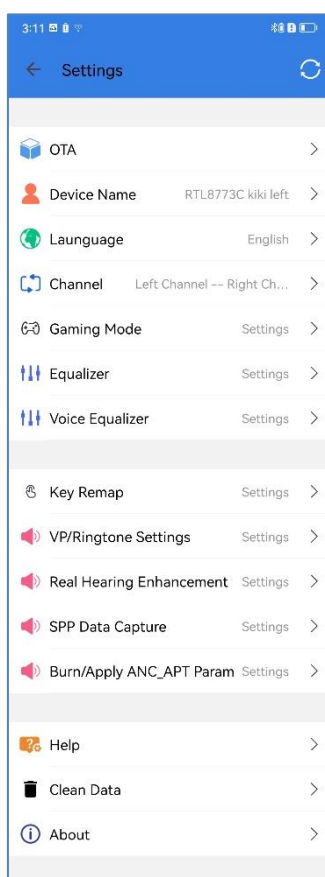 3:11
Settings
OTA
Device Name RTL8773C kiki left
Launguage English
Channel Left Channel -- Right Ch...
Gaming Mode Settings
Equalizer Settings
Voice Equalizer Settings
Key Remap Settings
VP/Ringtone Settings Settings
Real Hearing Enhancement Settings
SPP Data Capture Settings
Burn/Apply ANC_APT Param Settings
Help
Clean Data
About